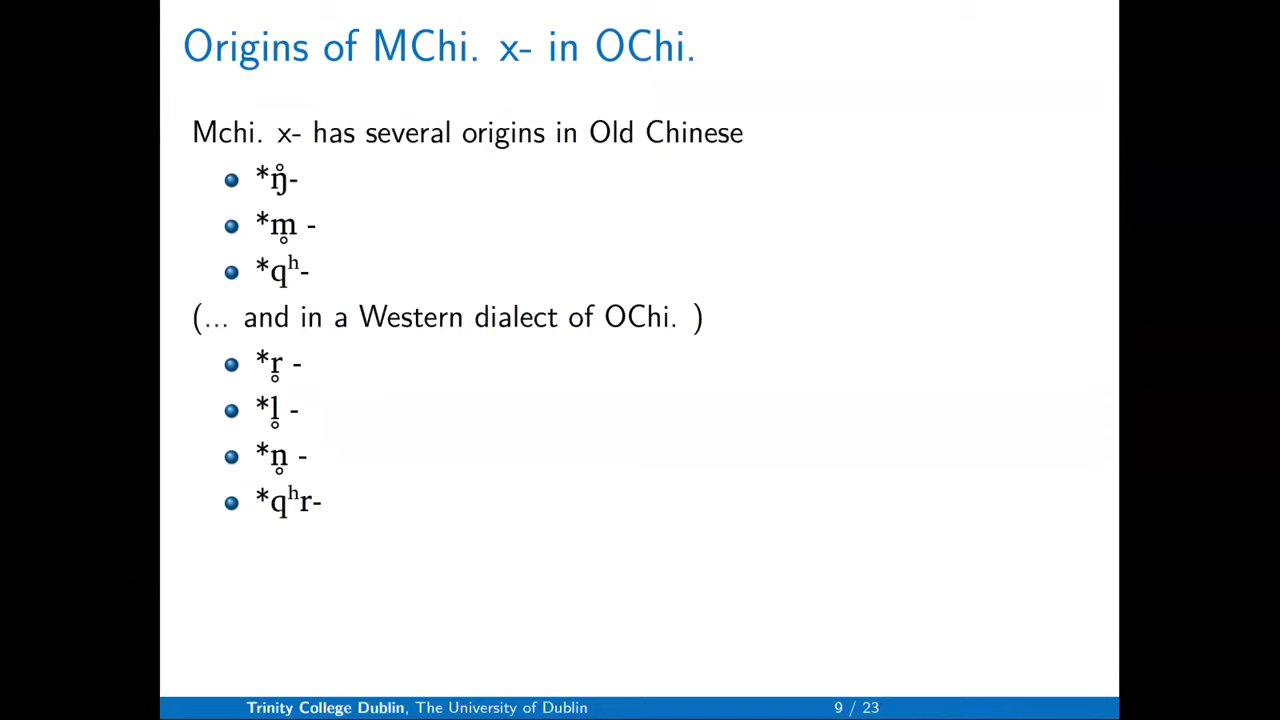 Origins of MChi. x- in OChi.
Mchi. x- has several origins in Old Chinese
*ŋ̊-
*m̥ -
*qʰ-
(... and in a Western dialect of OChi. )
*r̥ -
*l̥ -
*n̥ -
*qʰr-
Trinity College Dublin, The University of Dublin 9 / 23